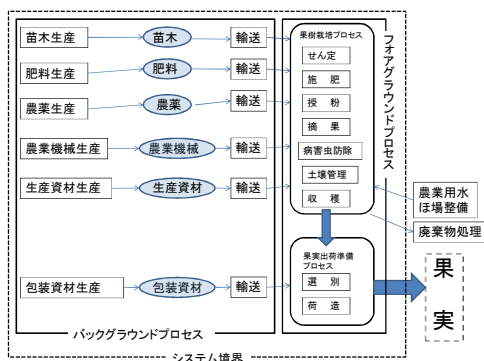 苗木生産 苗木 輸送
肥料生産 肥料 輸送
農薬生産 農薬 輸送
農業機械生産 農業機械 輸送
生産資材生産 生産資材 輸送
包装資材生産 包装資材 輸送
バックグラウンドプロセス
果樹栽培プロセス
せん定
施 肥
授 粉
摘 果
病害虫防除
土壌管理
収 穫
果実出荷準備
プロセス
選 別
荷 造
フォアグラウンドプロセス
農業用水
ほ場整備
廃棄物処理
果
実
システム境界